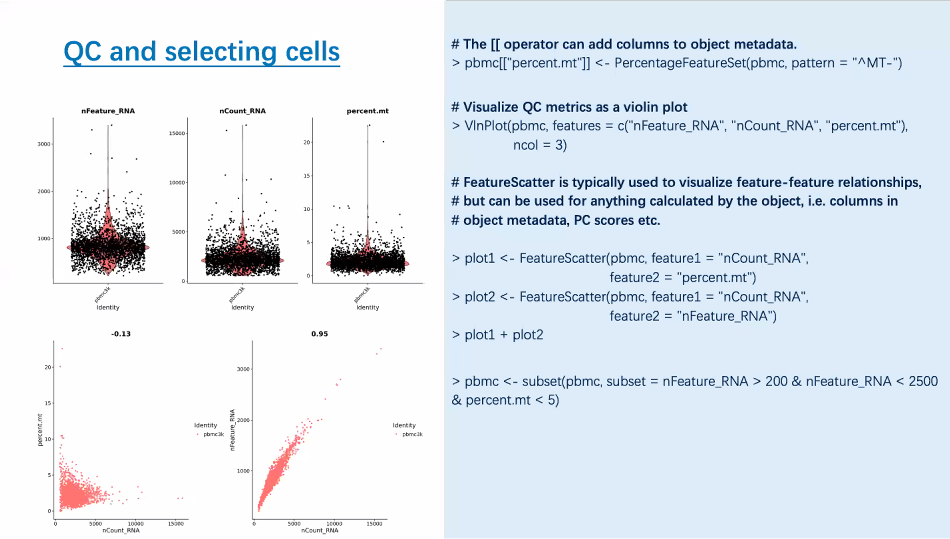 QC and selecting cells
nFeature_RNA
nCount_RNA
percent.mt
3000
2000
1000
pbmc3k
Identity
15000
10000
5000
0
pbmc3k
Identity
20
15
10
5
0
pbmc3k
Identity
-0.13
percent.mt
20
15
10
5
0
0 5000 10000 15000
nCount_RNA
Identity
pbmc3k
0.95
nFeature_RNA
3000
2000
1000
0 5000 10000 15000
nCount_RNA
Identity
pbmc3k
# The [[ operator can add columns to object metadata.
> pbmc[["percent.mt"]] <- PercentageFeatureSet(pbmc, pattern = "^MT-")
# Visualize QC metrics as a violin plot
> VlnPlot(pbmc, features = c("nFeature_RNA", "nCount_RNA", "percent.mt"),
ncol = 3)
# FeatureScatter is typically used to visualize feature-feature relationships,
# but can be used for anything calculated by the object, i.e. columns in
# object metadata, PC scores etc.
> plot1 <- FeatureScatter(pbmc, feature1 = "nCount_RNA",
feature2 = "percent.mt")
> plot2 <- FeatureScatter(pbmc, feature1 = "nCount_RNA",
feature2 = "nFeature_RNA")
> plot1 + plot2
> pbmc <- subset(pbmc, subset = nFeature_RNA > 200 & nFeature_RNA < 2500
& percent.mt < 5)